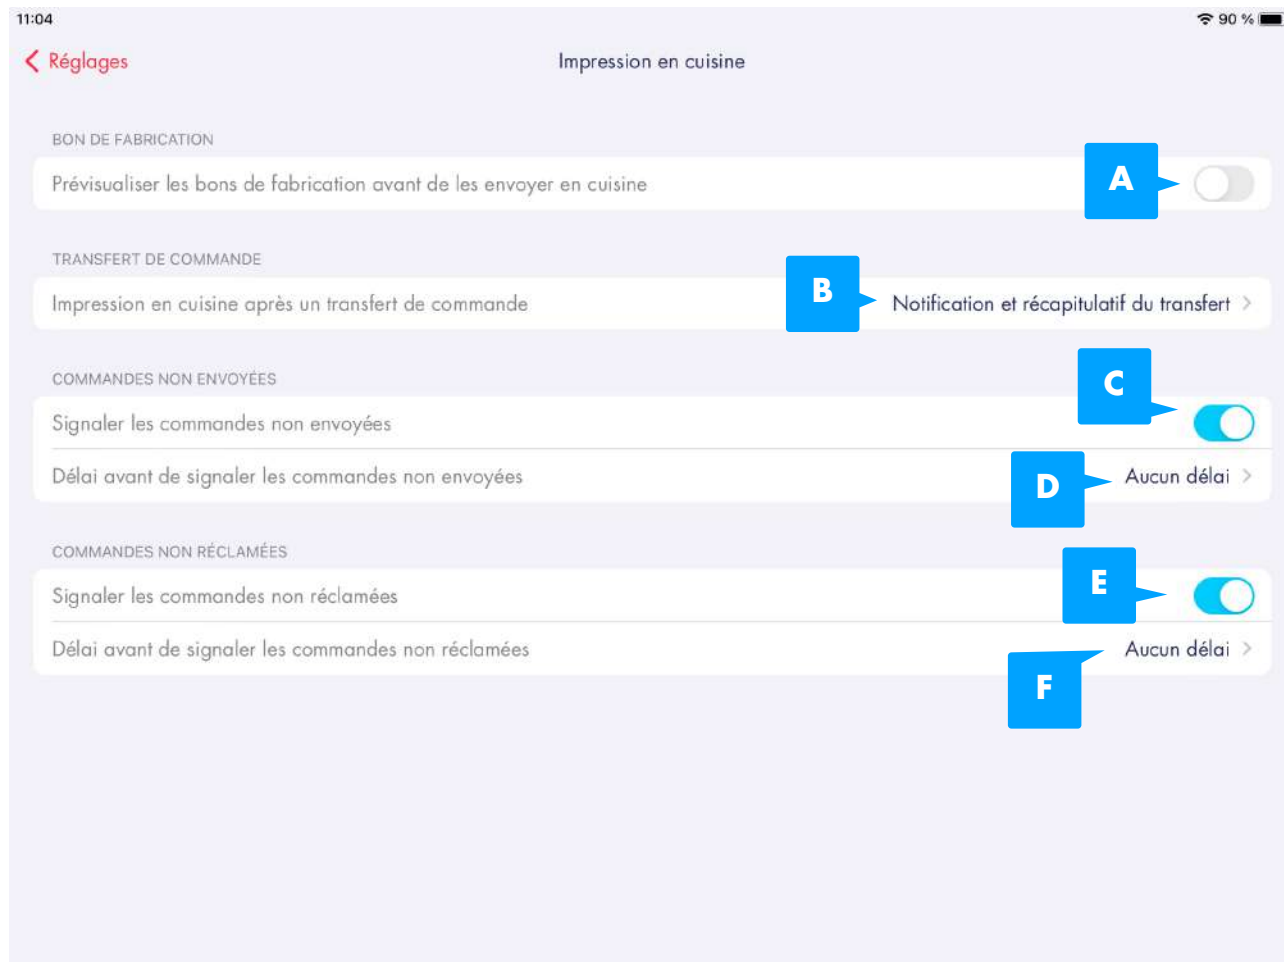 11:04
90 %
Réglages
Impression en cuisine
BON DE FABRICATION
Prévisualiser les bons de fabrication avant de les envoyer en cuisine
A
TRANSFERT DE COMMANDE
Impression en cuisine après un transfert de commande
B
Notification et récapitulatif du transfert
COMMANDES NON ENVOYÉES
C
Signaler les commandes non envoyées
Délai avant de signaler les commandes non envoyées
D
Aucun délai
COMMANDES NON RÉCLAMÉES
Signaler les commandes non réclamées
E
Délai avant de signaler les commandes non réclamées
Aucun délai
F